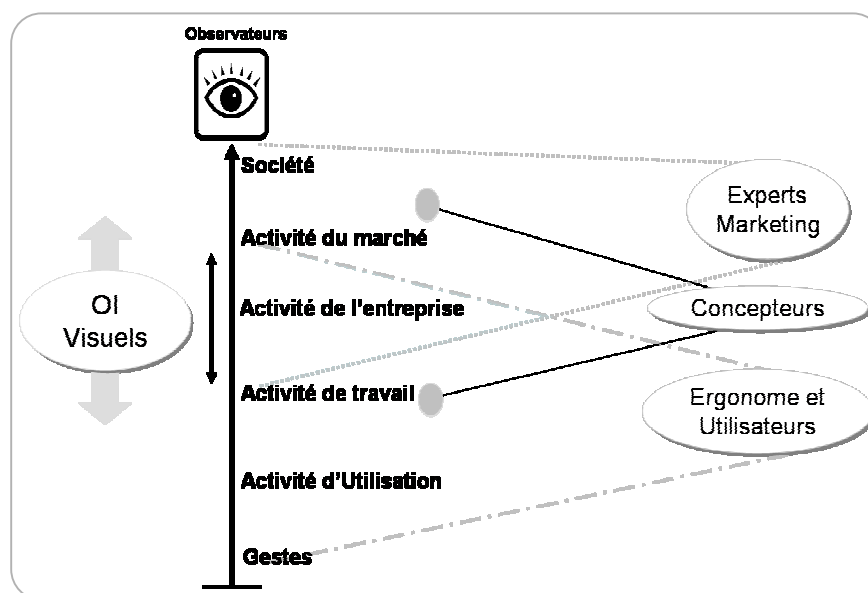 Observateurs
Société
Experts
Marketing
Activité du marché
OI
Visuels
Activité de l'entreprise
Concepteurs
Activité de travail
Ergonome et
Utilisateurs
Activité d'Utilisation
Gestes